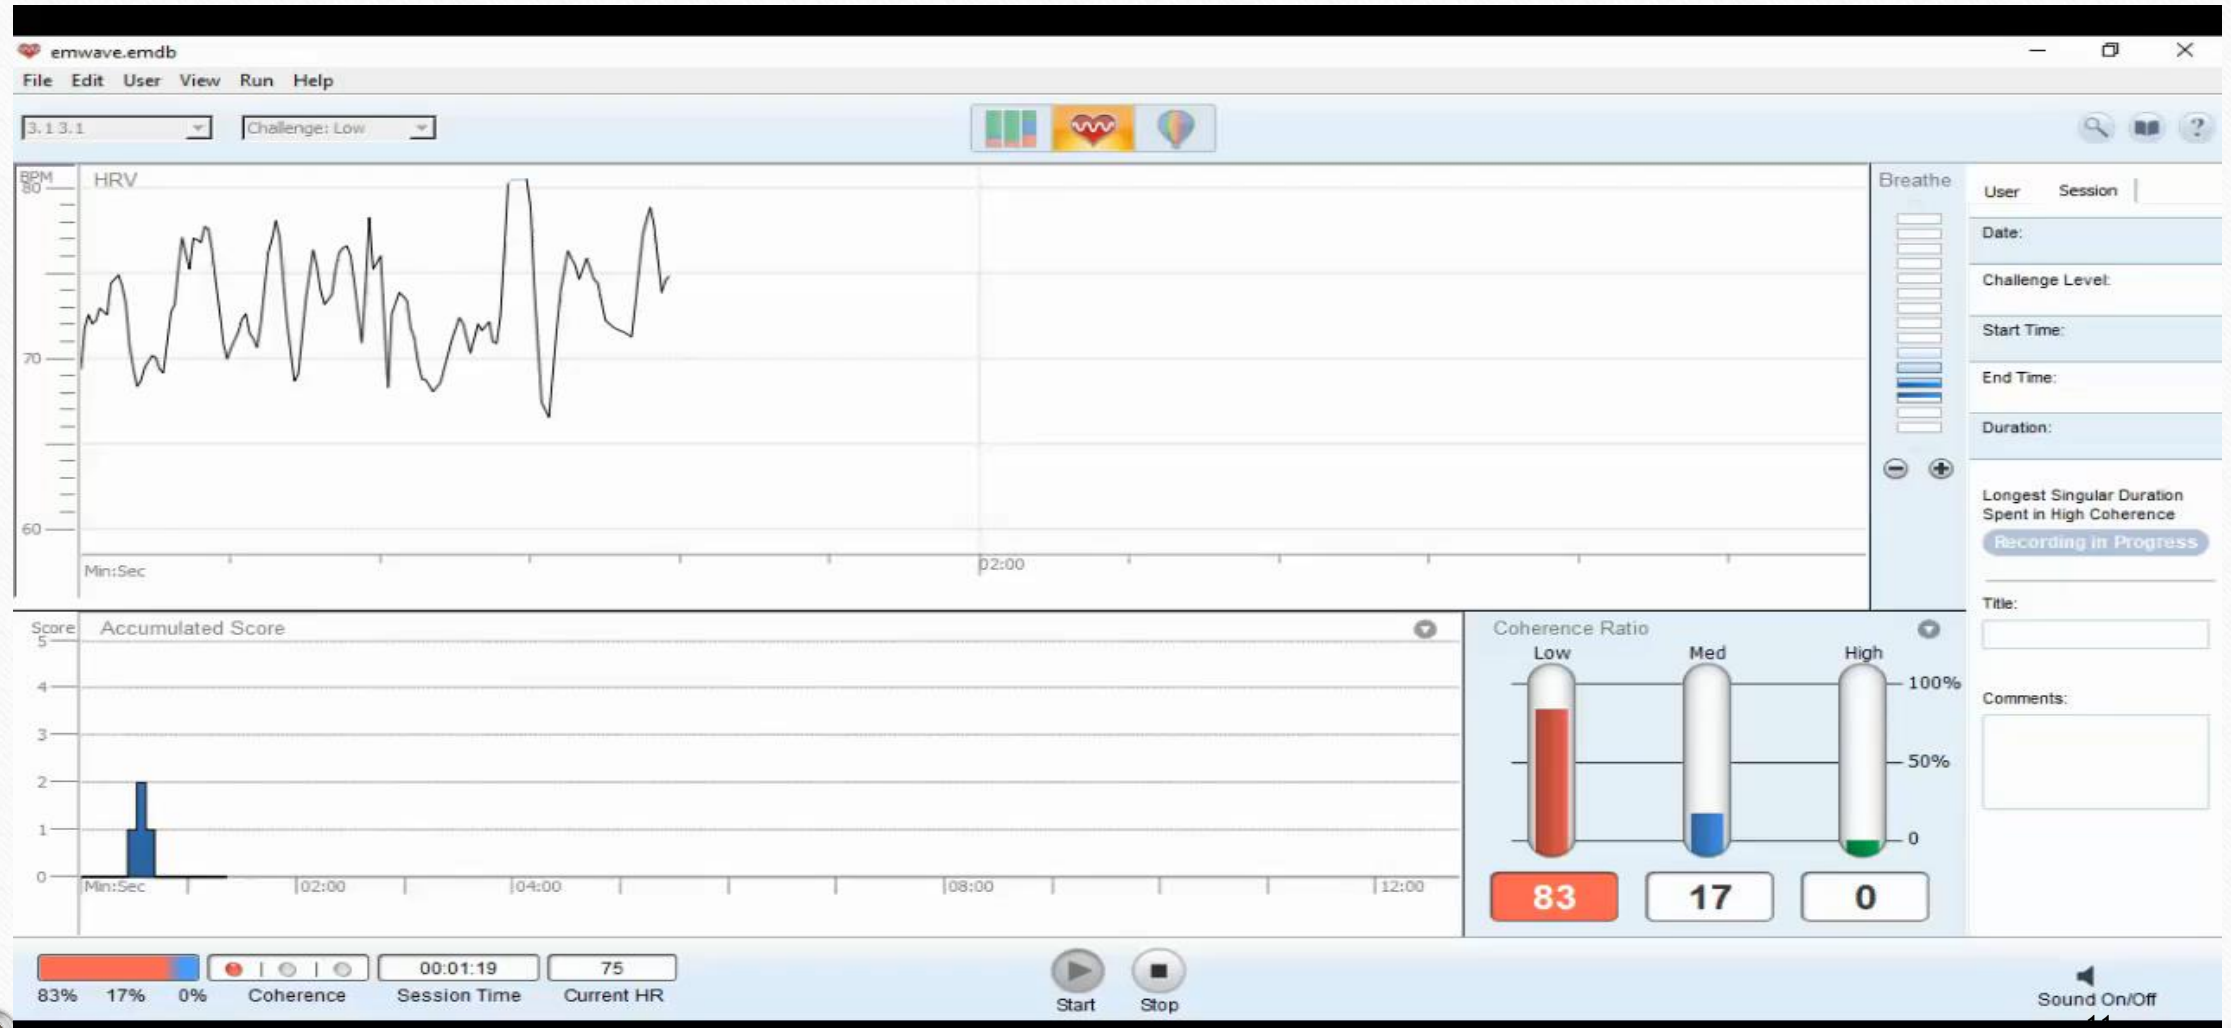 emwave.emdb
File Edit User View Run Help
3.1 3.1
Challenge: Low
BPM
80
70
60
HRV
Min:Sec
02:00
Breathe
User Session
Date:
Challenge Level:
Start Time:
End Time:
Duration:
Longest Singular Duration
Spent in High Coherence
Recording in Progress
Title:
Comments:
Score
5
4
3
2
1
0
Accumulated Score
Min:Sec 02:00 04:00 08:00 12:00
Coherence Ratio
Low Med High
100%
50%
0
83 17 0
00:01:19 75
83% 17% 0% Coherence Session Time Current HR
Start Stop
Sound On/Off